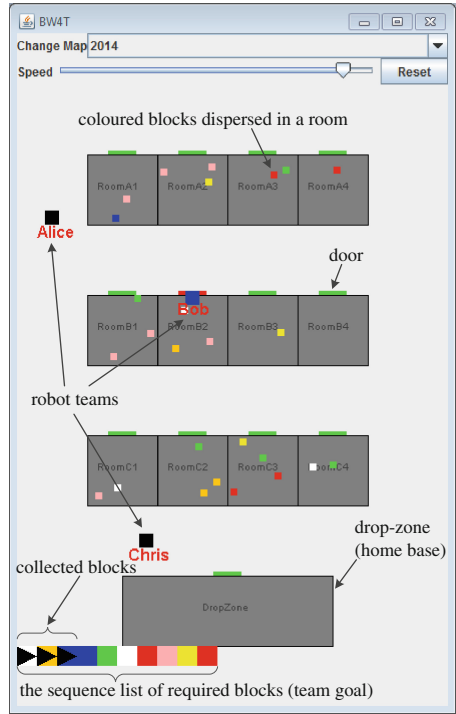 BW4T
Change Map 2014
Speed
Reset
coloured blocks dispersed in a room
RoomA1 RoomA2 RoomA3 RoomA4
Alice
door
Bob
RoomB1 RoomB2 RoomB3 RoomB4
robot teams
RoomC1 RoomC2 RoomC3 RoomC4
Chris
drop-zone
(home base)
collected blocks
DropZone
the sequence list of required blocks (team goal)